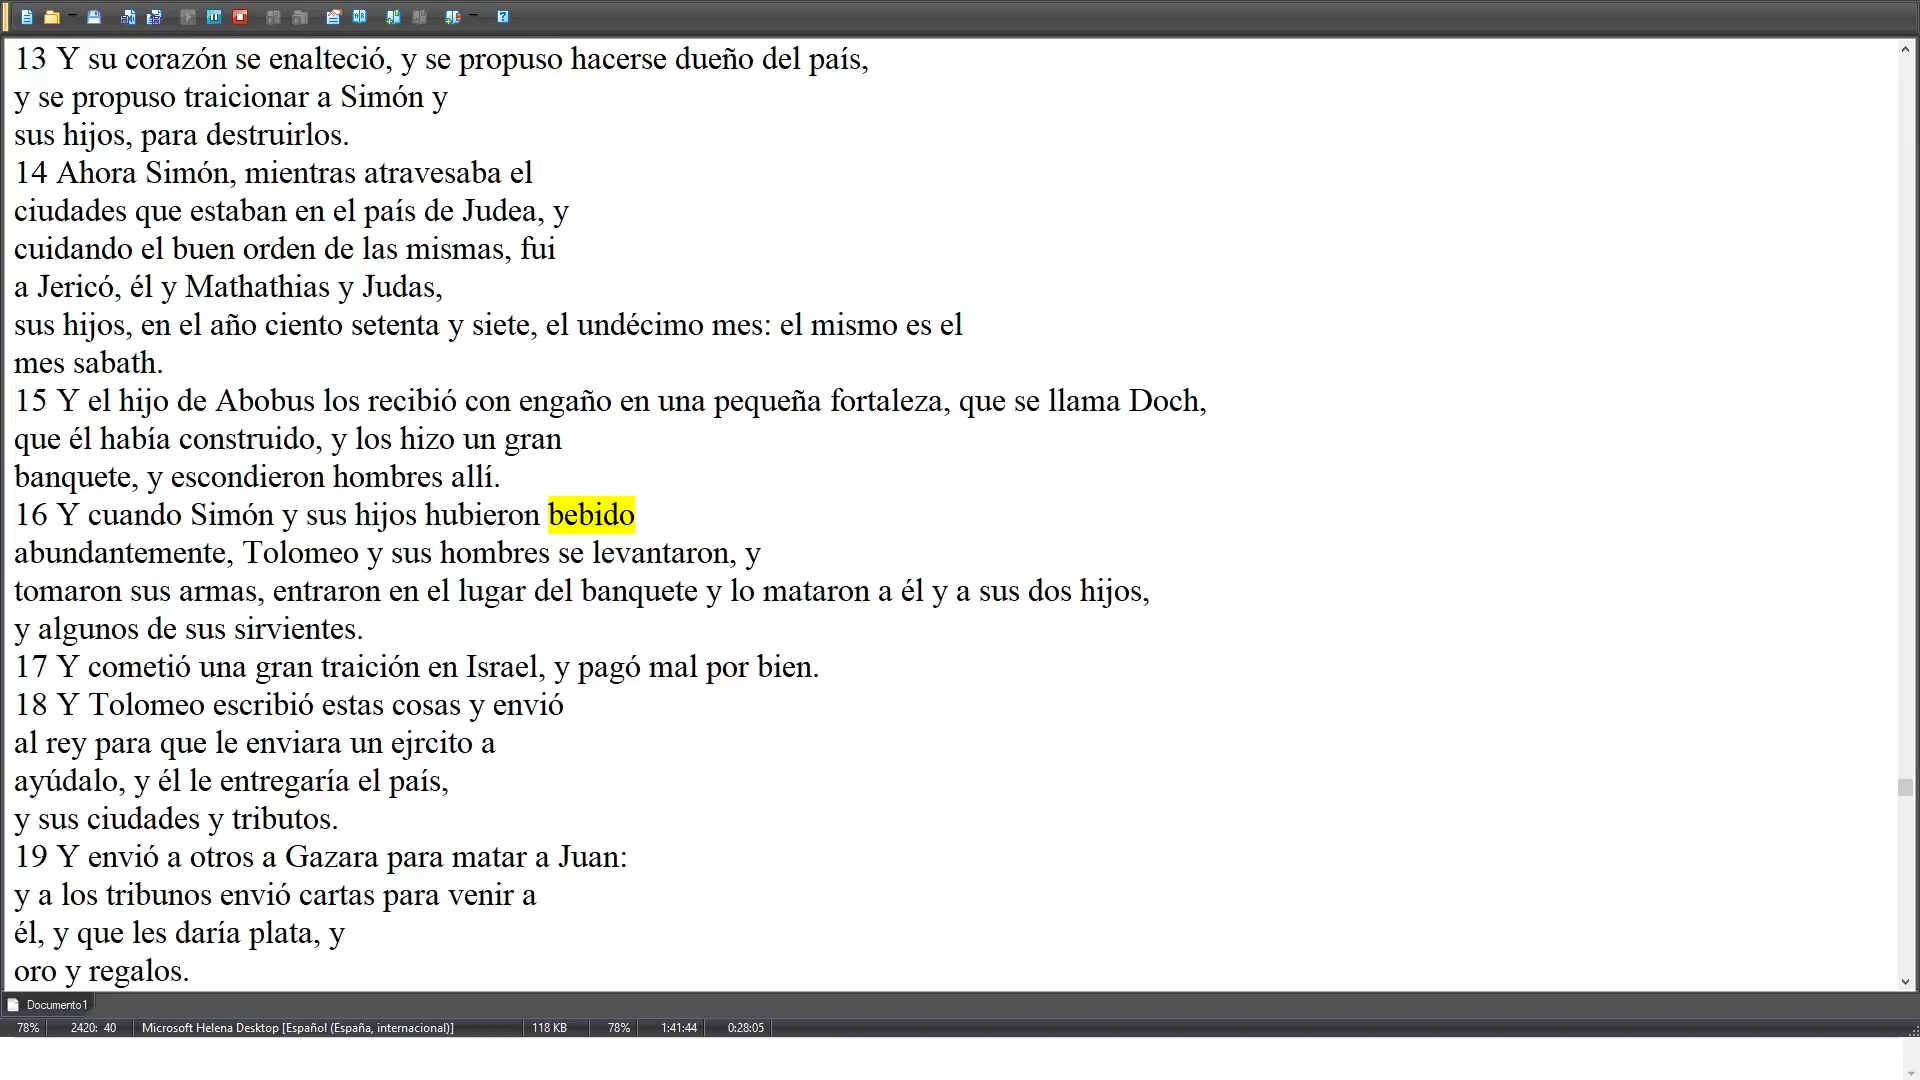 13 Y su corazón se enalteció, y se propuso hacerse dueño del país,
y se propuso traicionar a Simón y
sus hijos, para destruirlos.
14 Ahora Simón, mientras atravesaba el
ciudades que estaban en el país de Judea, y
cuidando el buen orden de las mismas, fui
a Jericó, él y Mathathias y Judas,
sus hijos, en el año ciento setenta y siete, el undécimo mes: el mismo es el
mes sabath.
15 Y el hijo de Abobus los recibió con engaño en una pequeña fortaleza, que se llama Doch,
que él había construido, y los hizo un gran
banquete, y escondieron hombres allí.
16 Y cuando Simón y sus hijos hubieron bebido
abundantemente, Tolomeo y sus hombres se levantaron, y
tomaron sus armas, entraron en el lugar del banquete y lo mataron a él y a sus dos hijos,
y algunos de sus sirvientes.
17 Y cometió una gran traición en Israel, y pagó mal por bien.
18 Y Tolomeo escribió estas cosas y envió
al rey para que le enviara un ejrcito a
ayúdalo, y él le entregaría el país,
y sus ciudades y tributos.
19 Y envió a otros a Gazara para matar a Juan:
y a los tribunos envió cartas para venir a
él, y que les daría plata, y
oro y regalos.
Documento1
78% 2420: 40 Microsoft Helena Desktop [Español (España, internacional)] 118 KB 78% 1:41:44 0:28:05